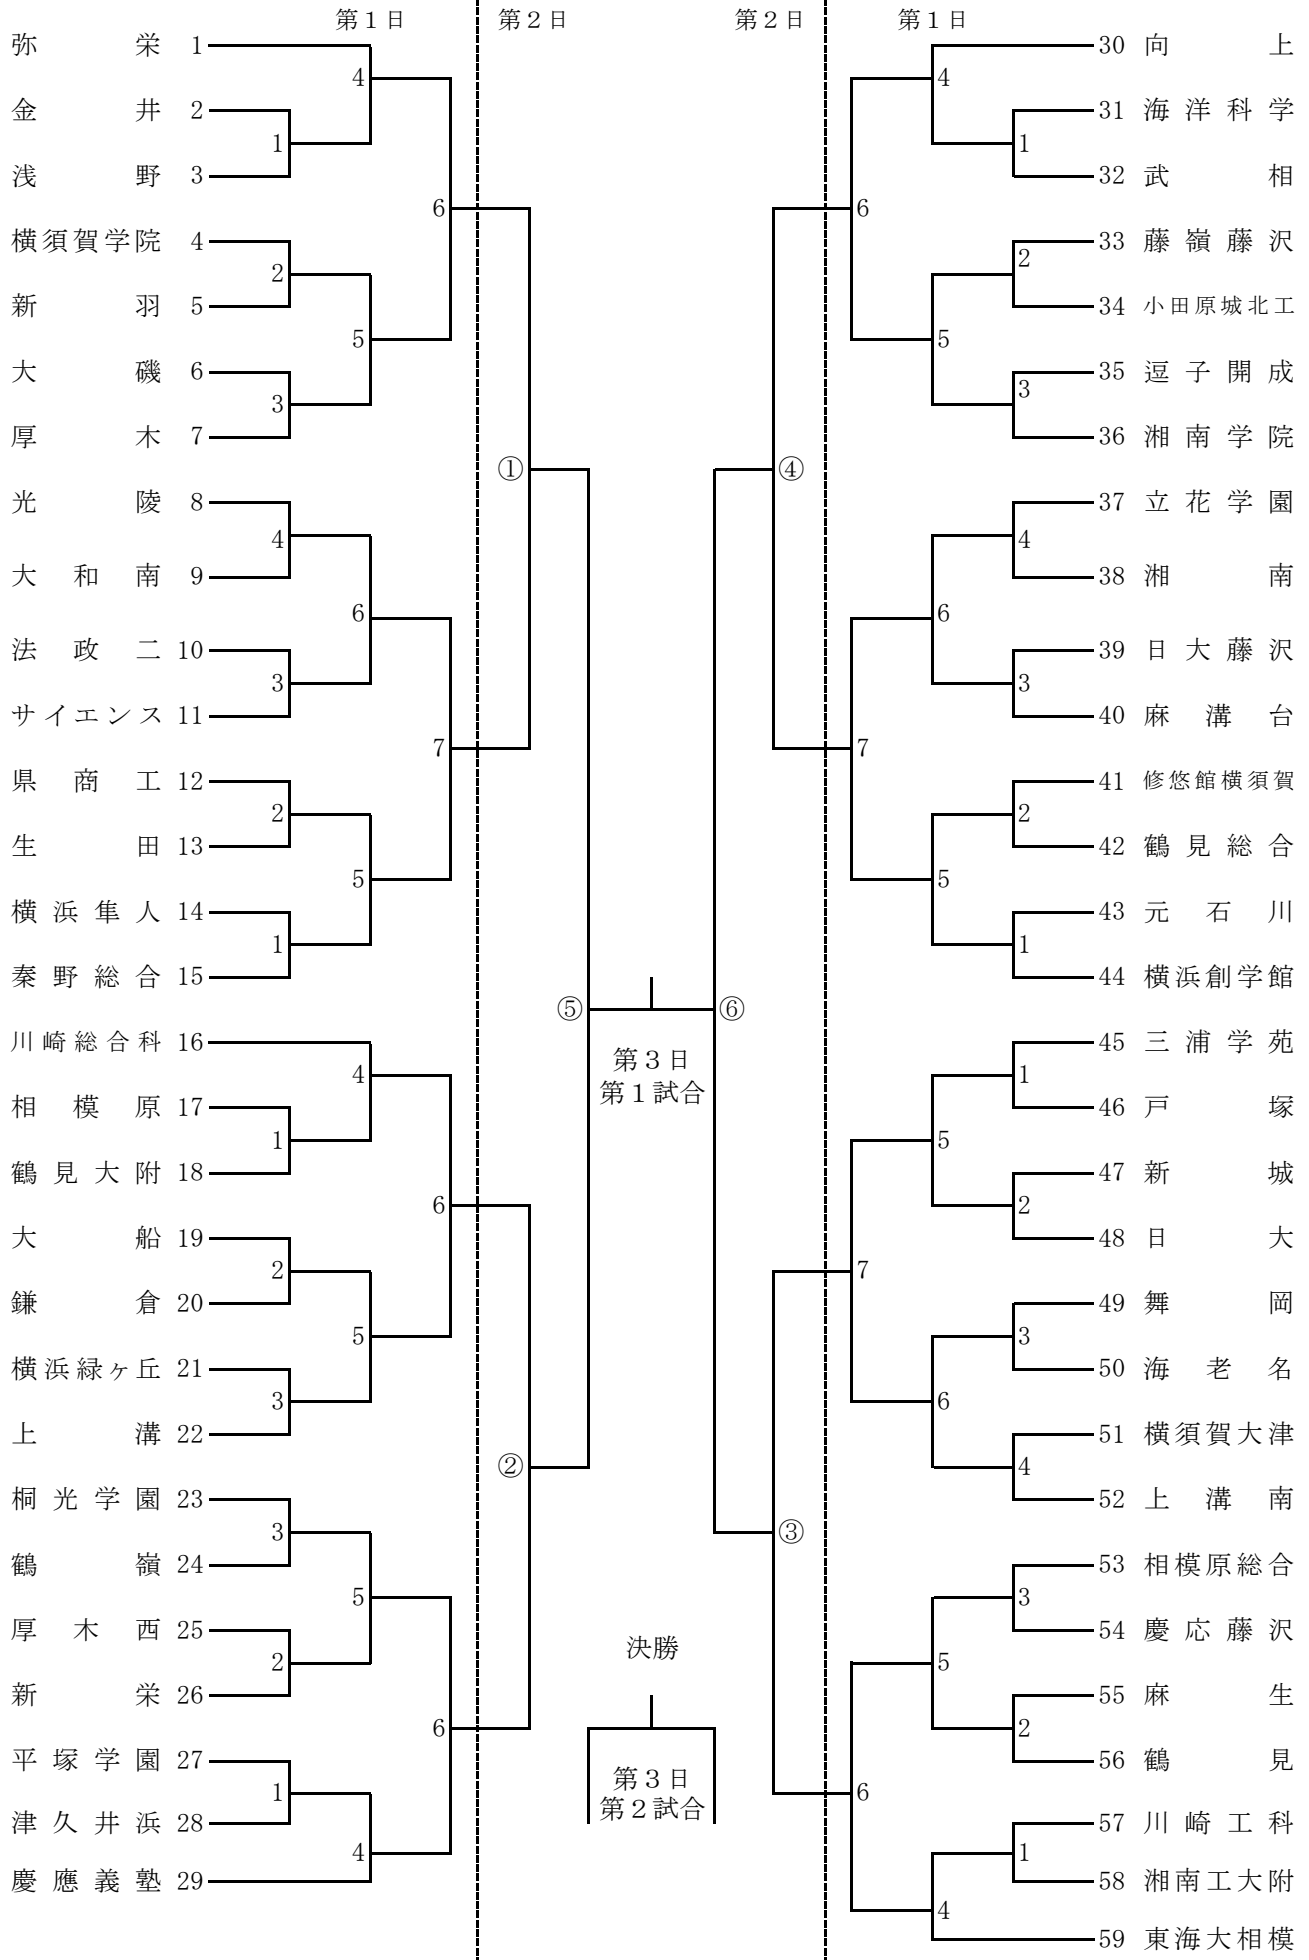 第１日
第２日
第２日
第１日
弥栄 1
金井 2
浅野 3
横須賀学院 4
新羽 5
大磯 6
厚木 7
光陵 8
大和南 9
法政二 10
サイエンス 11
県商工 12
生田 13
横浜隼人 14
秦野総合 15
川崎総合科 16
相模原 17
鶴見大附 18
大船 19
鎌倉 20
横浜緑ヶ丘 21
上溝 22
桐光学園 23
鶴嶺 24
厚木西 25
新栄 26
平塚学園 27
津久井浜 28
慶應義塾 29
4
1
6
2
5
3
①
4
6
3
7
2
5
1
⑤
4
1
6
2
5
3
②
3
5
2
6
1
4
第３日
第１試合
決勝
第３日
第２試合
4
1
6
2
5
3
④
4
6
3
7
2
5
1
⑥
1
5
2
7
3
6
4
③
3
5
2
6
1
4
30 向上
31 海洋科学
32 武相
33 藤嶺藤沢
34 小田原城北工
35 逗子開成
36 湘南学院
37 立花学園
38 湘南
39 日大藤沢
40 麻溝台
41 修悠館横須賀
42 鶴見総合
43 元石川
44 横浜創学館
45 三浦学苑
46 戸塚
47 新城
48 日大
49 舞岡
50 海老名
51 横須賀大津
52 上溝南
53 相模原総合
54 慶応藤沢
55 麻生
56 鶴見
57 川崎工科
58 湘南工大附
59 東海大相模